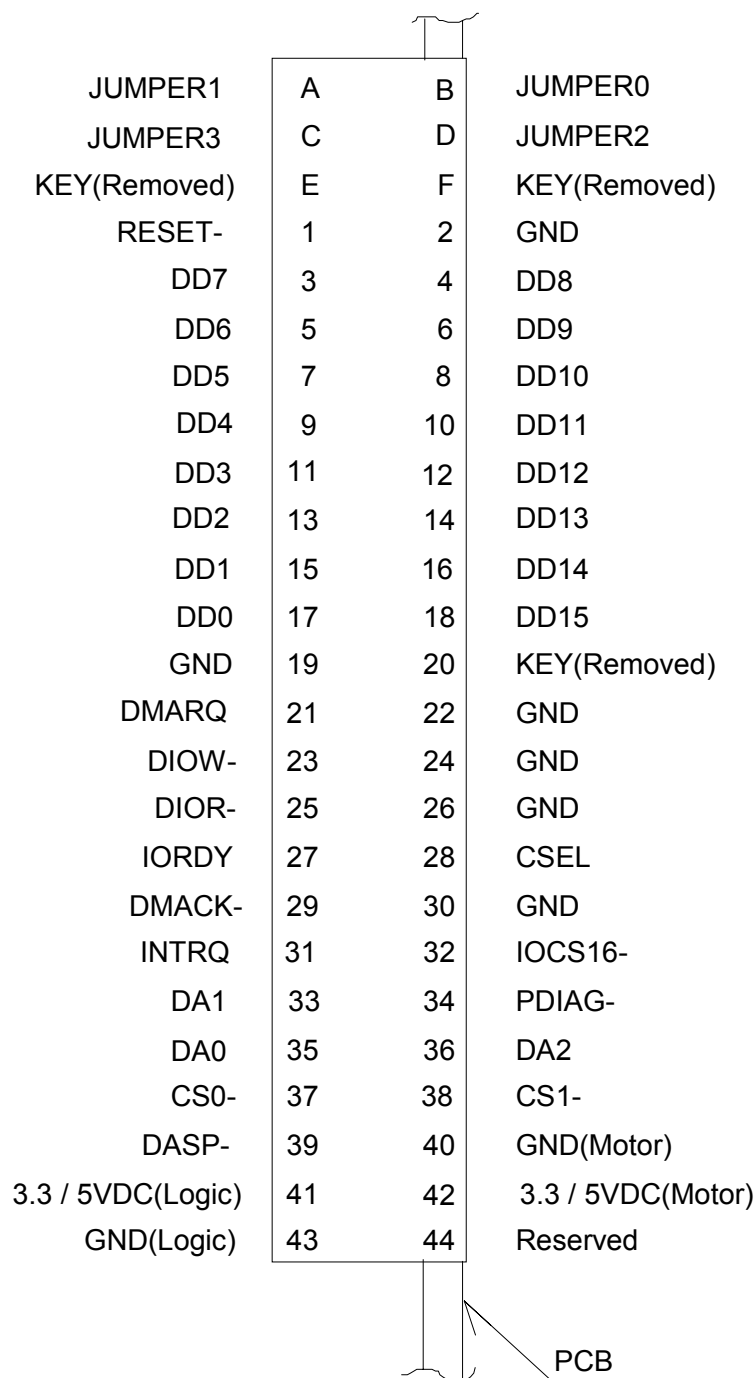 JUMPER1 A B JUMPER0
JUMPER3 C D JUMPER2
KEY(Removed) E F KEY(Removed)
RESET- 1 2 GND
DD7 3 4 DD8
DD6 5 6 DD9
DD5 7 8 DD10
DD4 9 10 DD11
DD3 11 12 DD12
DD2 13 14 DD13
DD1 15 16 DD14
DD0 17 18 DD15
GND 19 20 KEY(Removed)
DMARQ 21 22 GND
DIOW- 23 24 GND
DIOR- 25 26 GND
IORDY 27 28 CSEL
DMACK- 29 30 GND
INTRQ 31 32 IOCS16-
DA1 33 34 PDIAG-
DA0 35 36 DA2
CS0- 37 38 CS1-
DASP- 39 40 GND(Motor)
3.3 / 5VDC(Logic) 41 42 3.3 / 5VDC(Motor)
GND(Logic) 43 44 Reserved
PCB